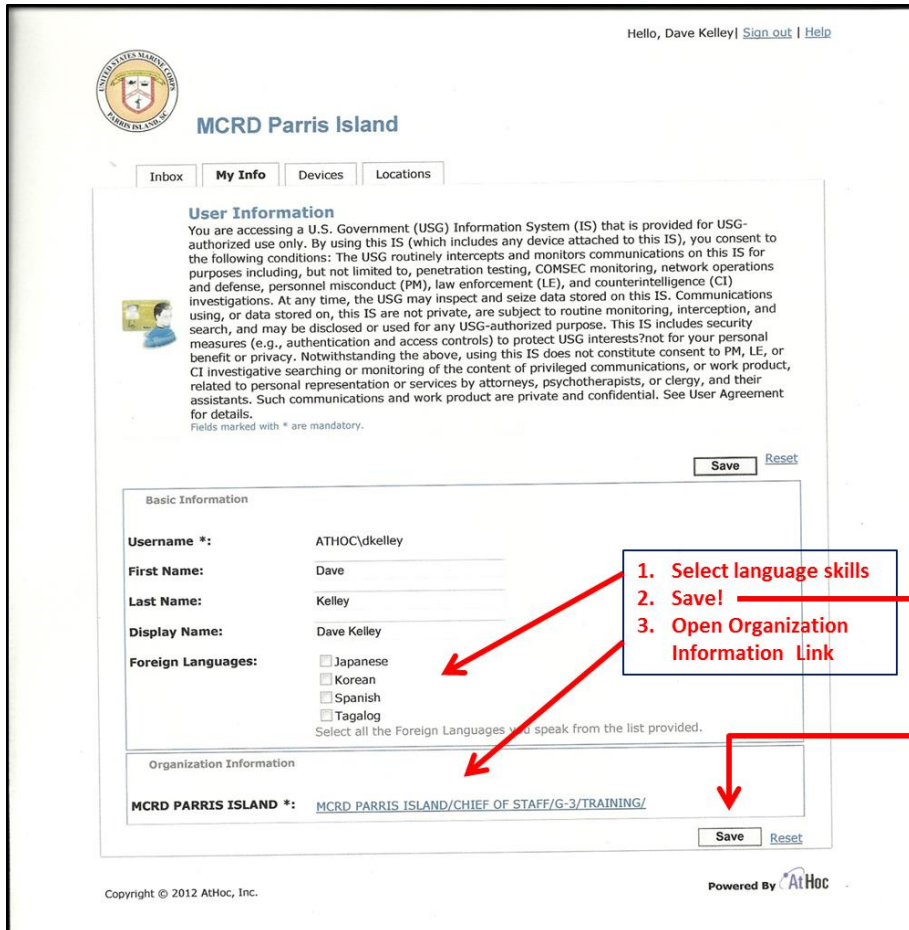 Hello, Dave Kelley| Sign out | Help
UNITED STATES MARINE CORPS
PARRIS ISLAND, SC
MCRD Parris Island
Inbox
My Info
Devices
Locations
User Information
You are accessing a U.S. Government (USG) Information System (IS) that is provided for USG-
authorized use only. By using this IS (which includes any device attached to this IS), you consent to
the following conditions: The USG routinely intercepts and monitors communications on this IS for
purposes including, but not limited to, penetration testing, COMSEC monitoring, network operations
and defense, personnel misconduct (PM), law enforcement (LE), and counterintelligence (CI)
investigations. At any time, the USG may inspect and seize data stored on this IS. Communications
using, or data stored on, this IS are not private, are subject to routine monitoring, interception, and
search, and may be disclosed or used for any USG-authorized purpose. This IS includes security
measures (e.g., authentication and access controls) to protect USG interests?not for your personal
benefit or privacy. Notwithstanding the above, using this IS does not constitute consent to PM, LE, or
CI investigative searching or monitoring of the content of privileged communications, or work product,
related to personal representation or services by attorneys, psychotherapists, or clergy, and their
assistants. Such communications and work product are private and confidential. See User Agreement
for details.
Fields marked with * are mandatory.
Save Reset
Basic Information
Username *: ATHOC\dkelley
First Name: Dave
Last Name: Kelley
Display Name: Dave Kelley
Foreign Languages: Japanese
Korean
Spanish
Tagalog
Select all the Foreign Languages you speak from the list provided.
1. Select language skills
2. Save!
3. Open Organization
Information Link
Organization Information
MCRD PARRIS ISLAND *: MCRD PARRIS ISLAND/CHIEF OF STAFF/G-3/TRAINING/
Save Reset
Copyright © 2012 AtHoc, Inc.
Powered By AtHoc